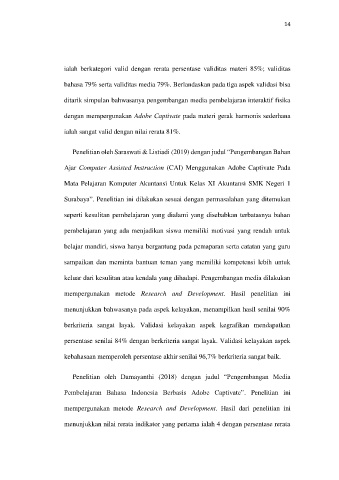 14
ialah berkategori valid dengan rerata persentase validitas materi 85%; validitas
bahasa 79% serta validitas media 79%. Berlandaskan pada tiga aspek validasi bisa
ditarik simpulan bahwasanya pengembangan media pembelajaran interaktif fisika
dengan mempergunakan Adobe Captivate pada materi gerak harmonis sederhana
ialah sangat valid dengan nilai rerata 81%.
Penelitian oleh Saraswati & Listiadi (2019) dengan judul “Pengembangan Bahan
Ajar Computer Assisted Instruction (CAI) Menggunakan Adobe Captivate Pada
Mata Pelajaran Komputer Akuntansi Untuk Kelas XI Akuntansi SMK Negeri 1
Surabaya”. Penelitian ini dilakukan sesuai dengan permasalahan yang ditemukan
seperti kesulitan pembelajaran yang dialami yang disebabkan terbatasnya bahan
pembelajaran yang ada menjadikan siswa memiliki motivasi yang rendah untuk
belajar mandiri, siswa hanya bergantung pada pemaparan serta catatan yang guru
sampaikan dan meminta bantuan teman yang memiliki kompetensi lebih untuk
keluar dari kesulitan atau kendala yang dihadapi. Pengembangan media dilakukan
mempergunakan metode Research and Development. Hasil penelitian ini
menunjukkan bahwasanya pada aspek kelayakan, menampilkan hasil senilai 90%
berkriteria sangat layak. Validasi kelayakan aspek kegrafikan mendapatkan
persentase senilai 84% dengan berkriteria sangat layak. Validasi kelayakan aspek
kebahasaan memperoleh persentase akhir senilai 96,7% berkriteria sangat baik.
Penelitian oleh Damayanthi (2018) dengan judul “Pengembangan Media
Pembelajaran Bahasa Indonesia Berbasis Adobe Captivate”. Penelitian ini
mempergunakan metode Research and Development. Hasil dari penelitian ini
menunjukkan nilai rerata indikator yang pertama ialah 4 dengan persentase rerata